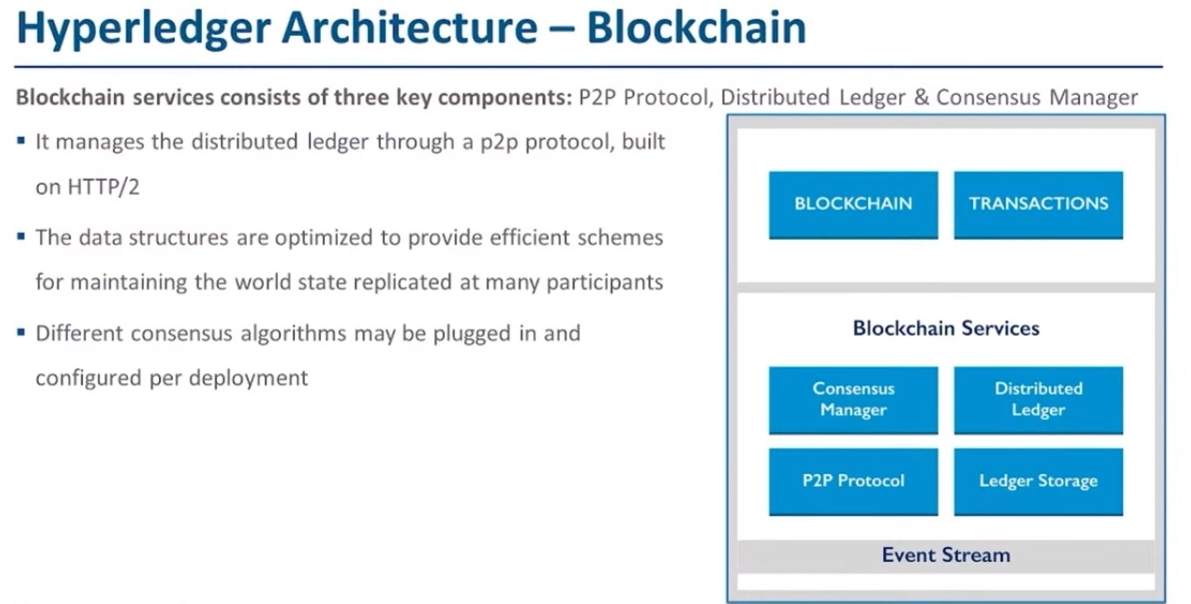 Hyperledger Architecture – Blockchain
Blockchain services consists of three key components: P2P Protocol, Distributed Ledger & Consensus Manager
▪ It manages the distributed ledger through a p2p protocol, built
on HTTP/2
▪ The data structures are optimized to provide efficient schemes
for maintaining the world state replicated at many participants
▪ Different consensus algorithms may be plugged in and
configured per deployment
BLOCKCHAIN
TRANSACTIONS
Blockchain Services
Consensus
Manager
Distributed
Ledger
P2P Protocol
Ledger Storage
Event Stream